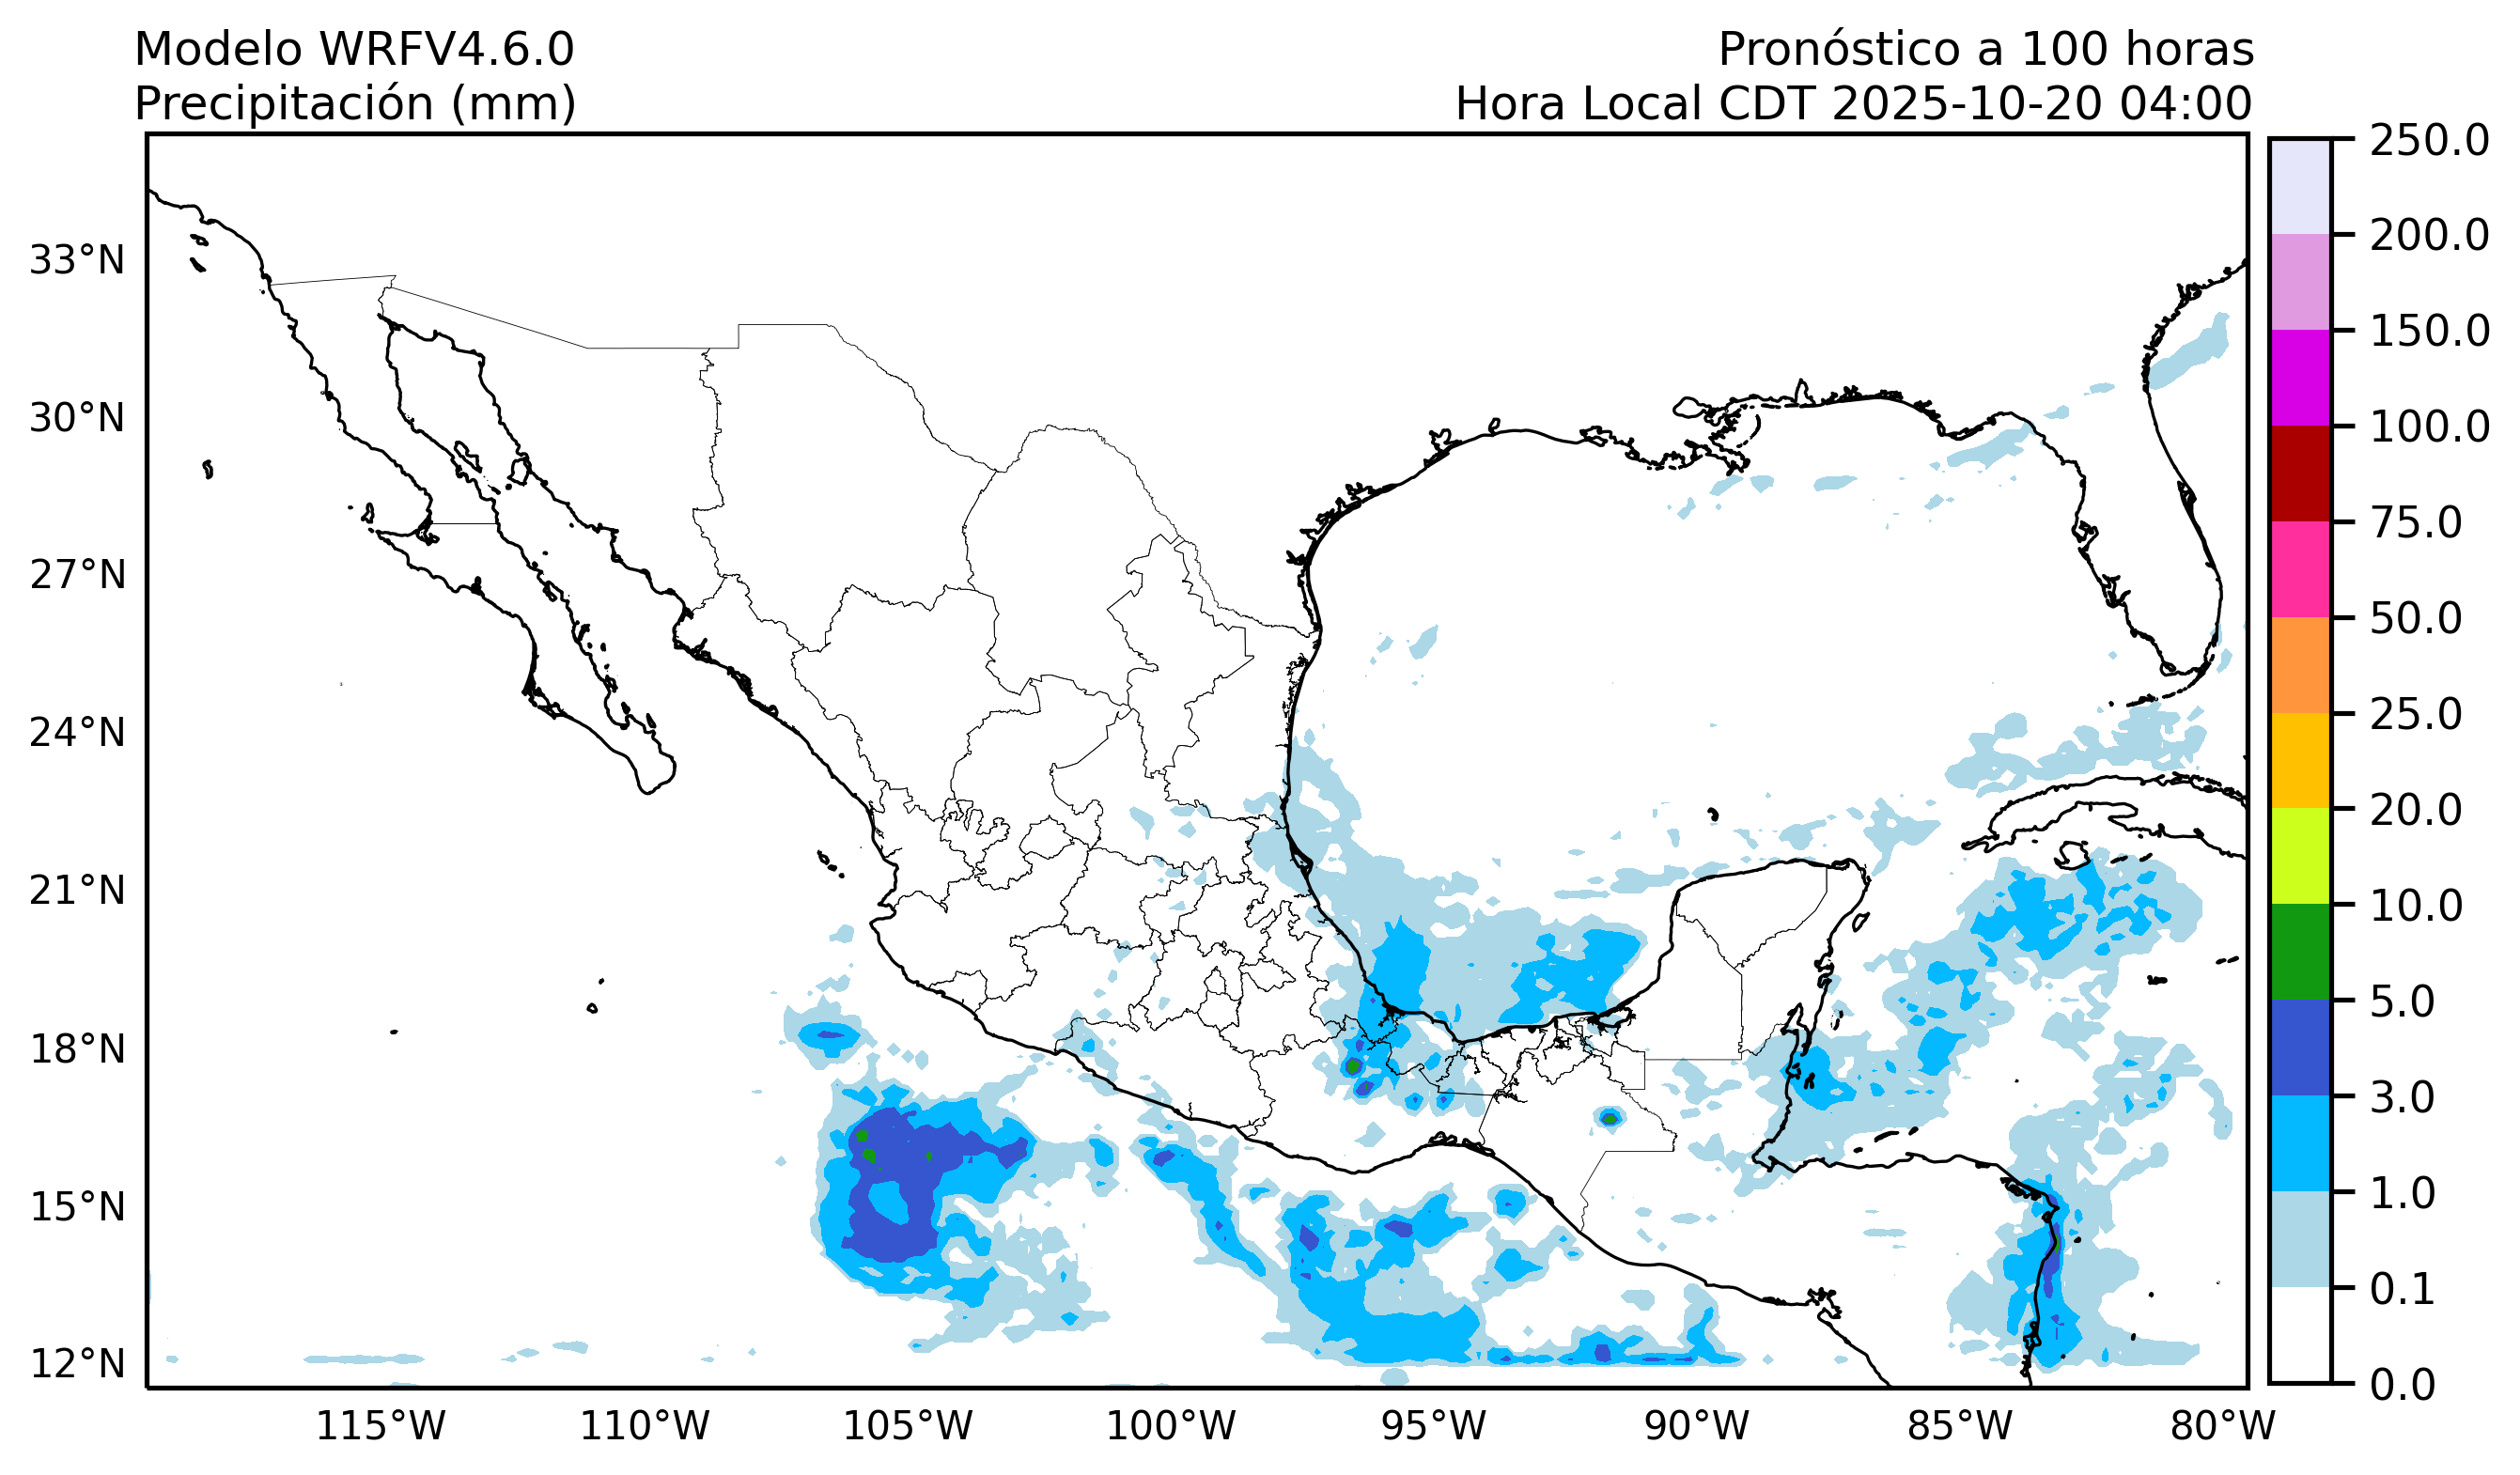 Modelo WRFV4.6.0
Precipitación (mm)
Pronóstico a 100 horas
Hora Local CDT 2025-10-20 04:00
33°N
30°N
27°N
24°N
21°N
18°N
15°N
12°N
115°W
110°W
105°W
100°W
95°W
90°W
85°W
80°W
250.0
200.0
150.0
100.0
75.0
50.0
25.0
20.0
10.0
5.0
3.0
1.0
0.1
0.0